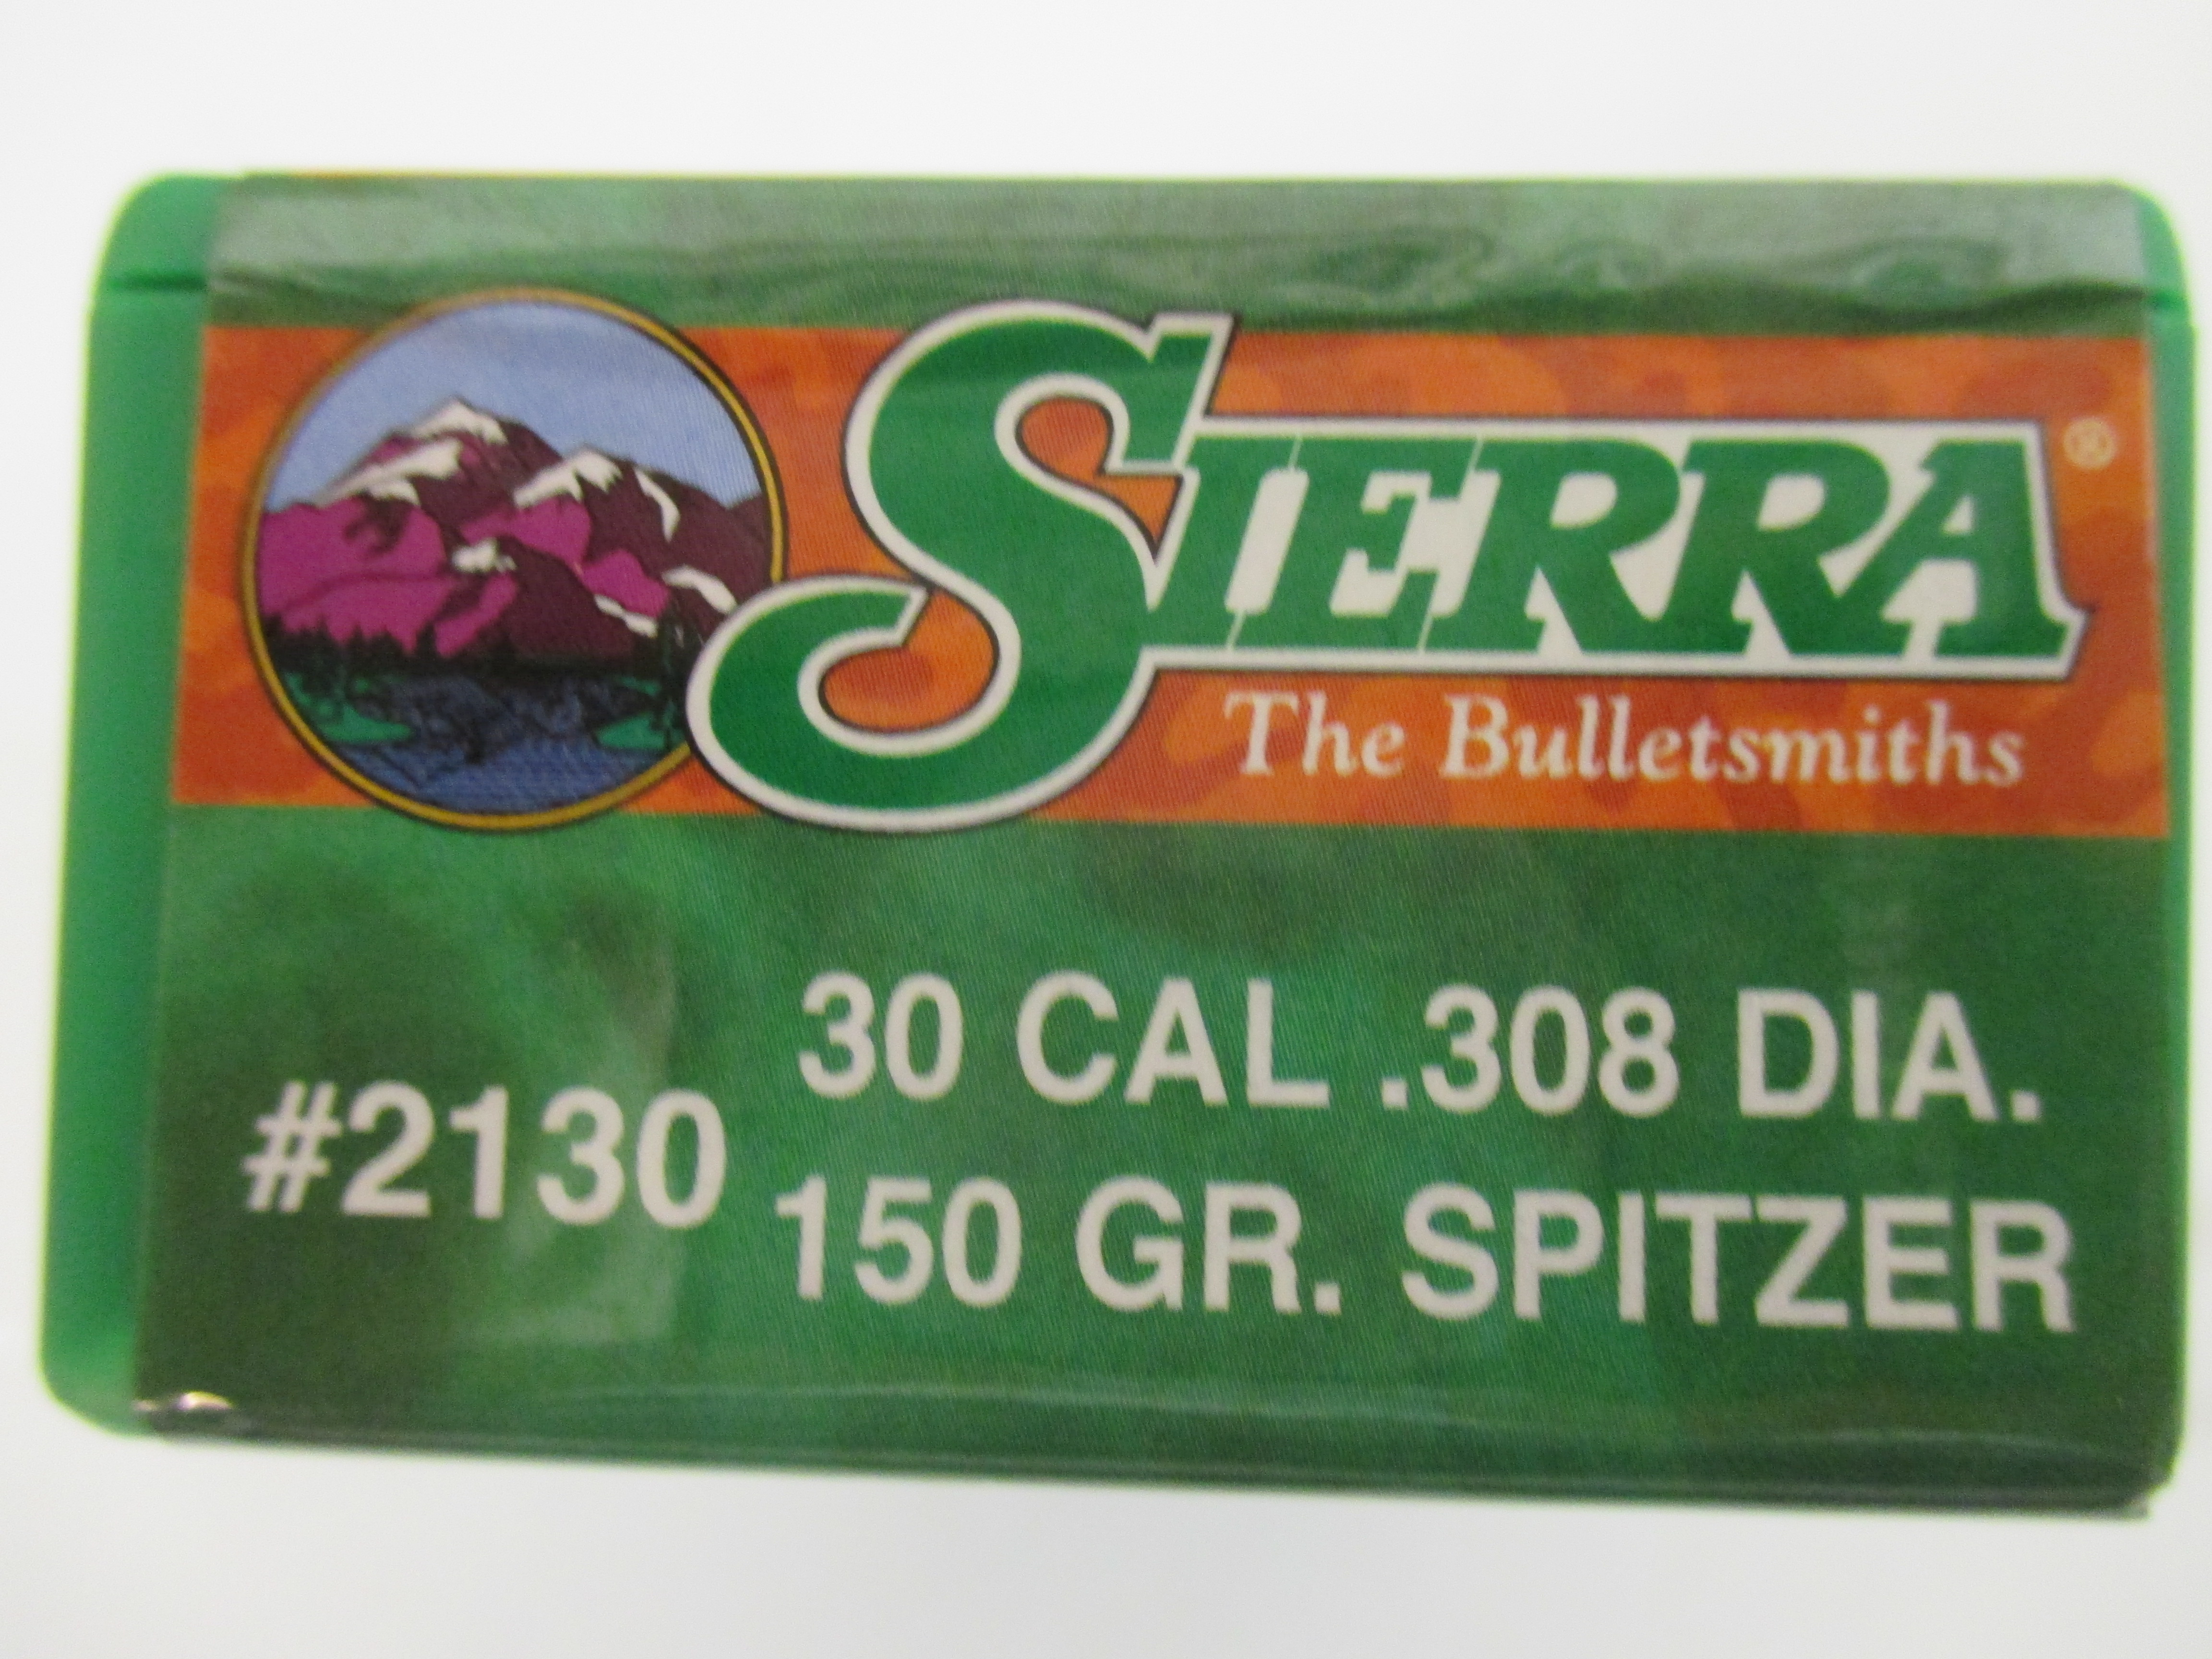 SIERRA®
The Bulletsmiths
#2130
30 CAL .308 DIA.
150 GR. SPITZER